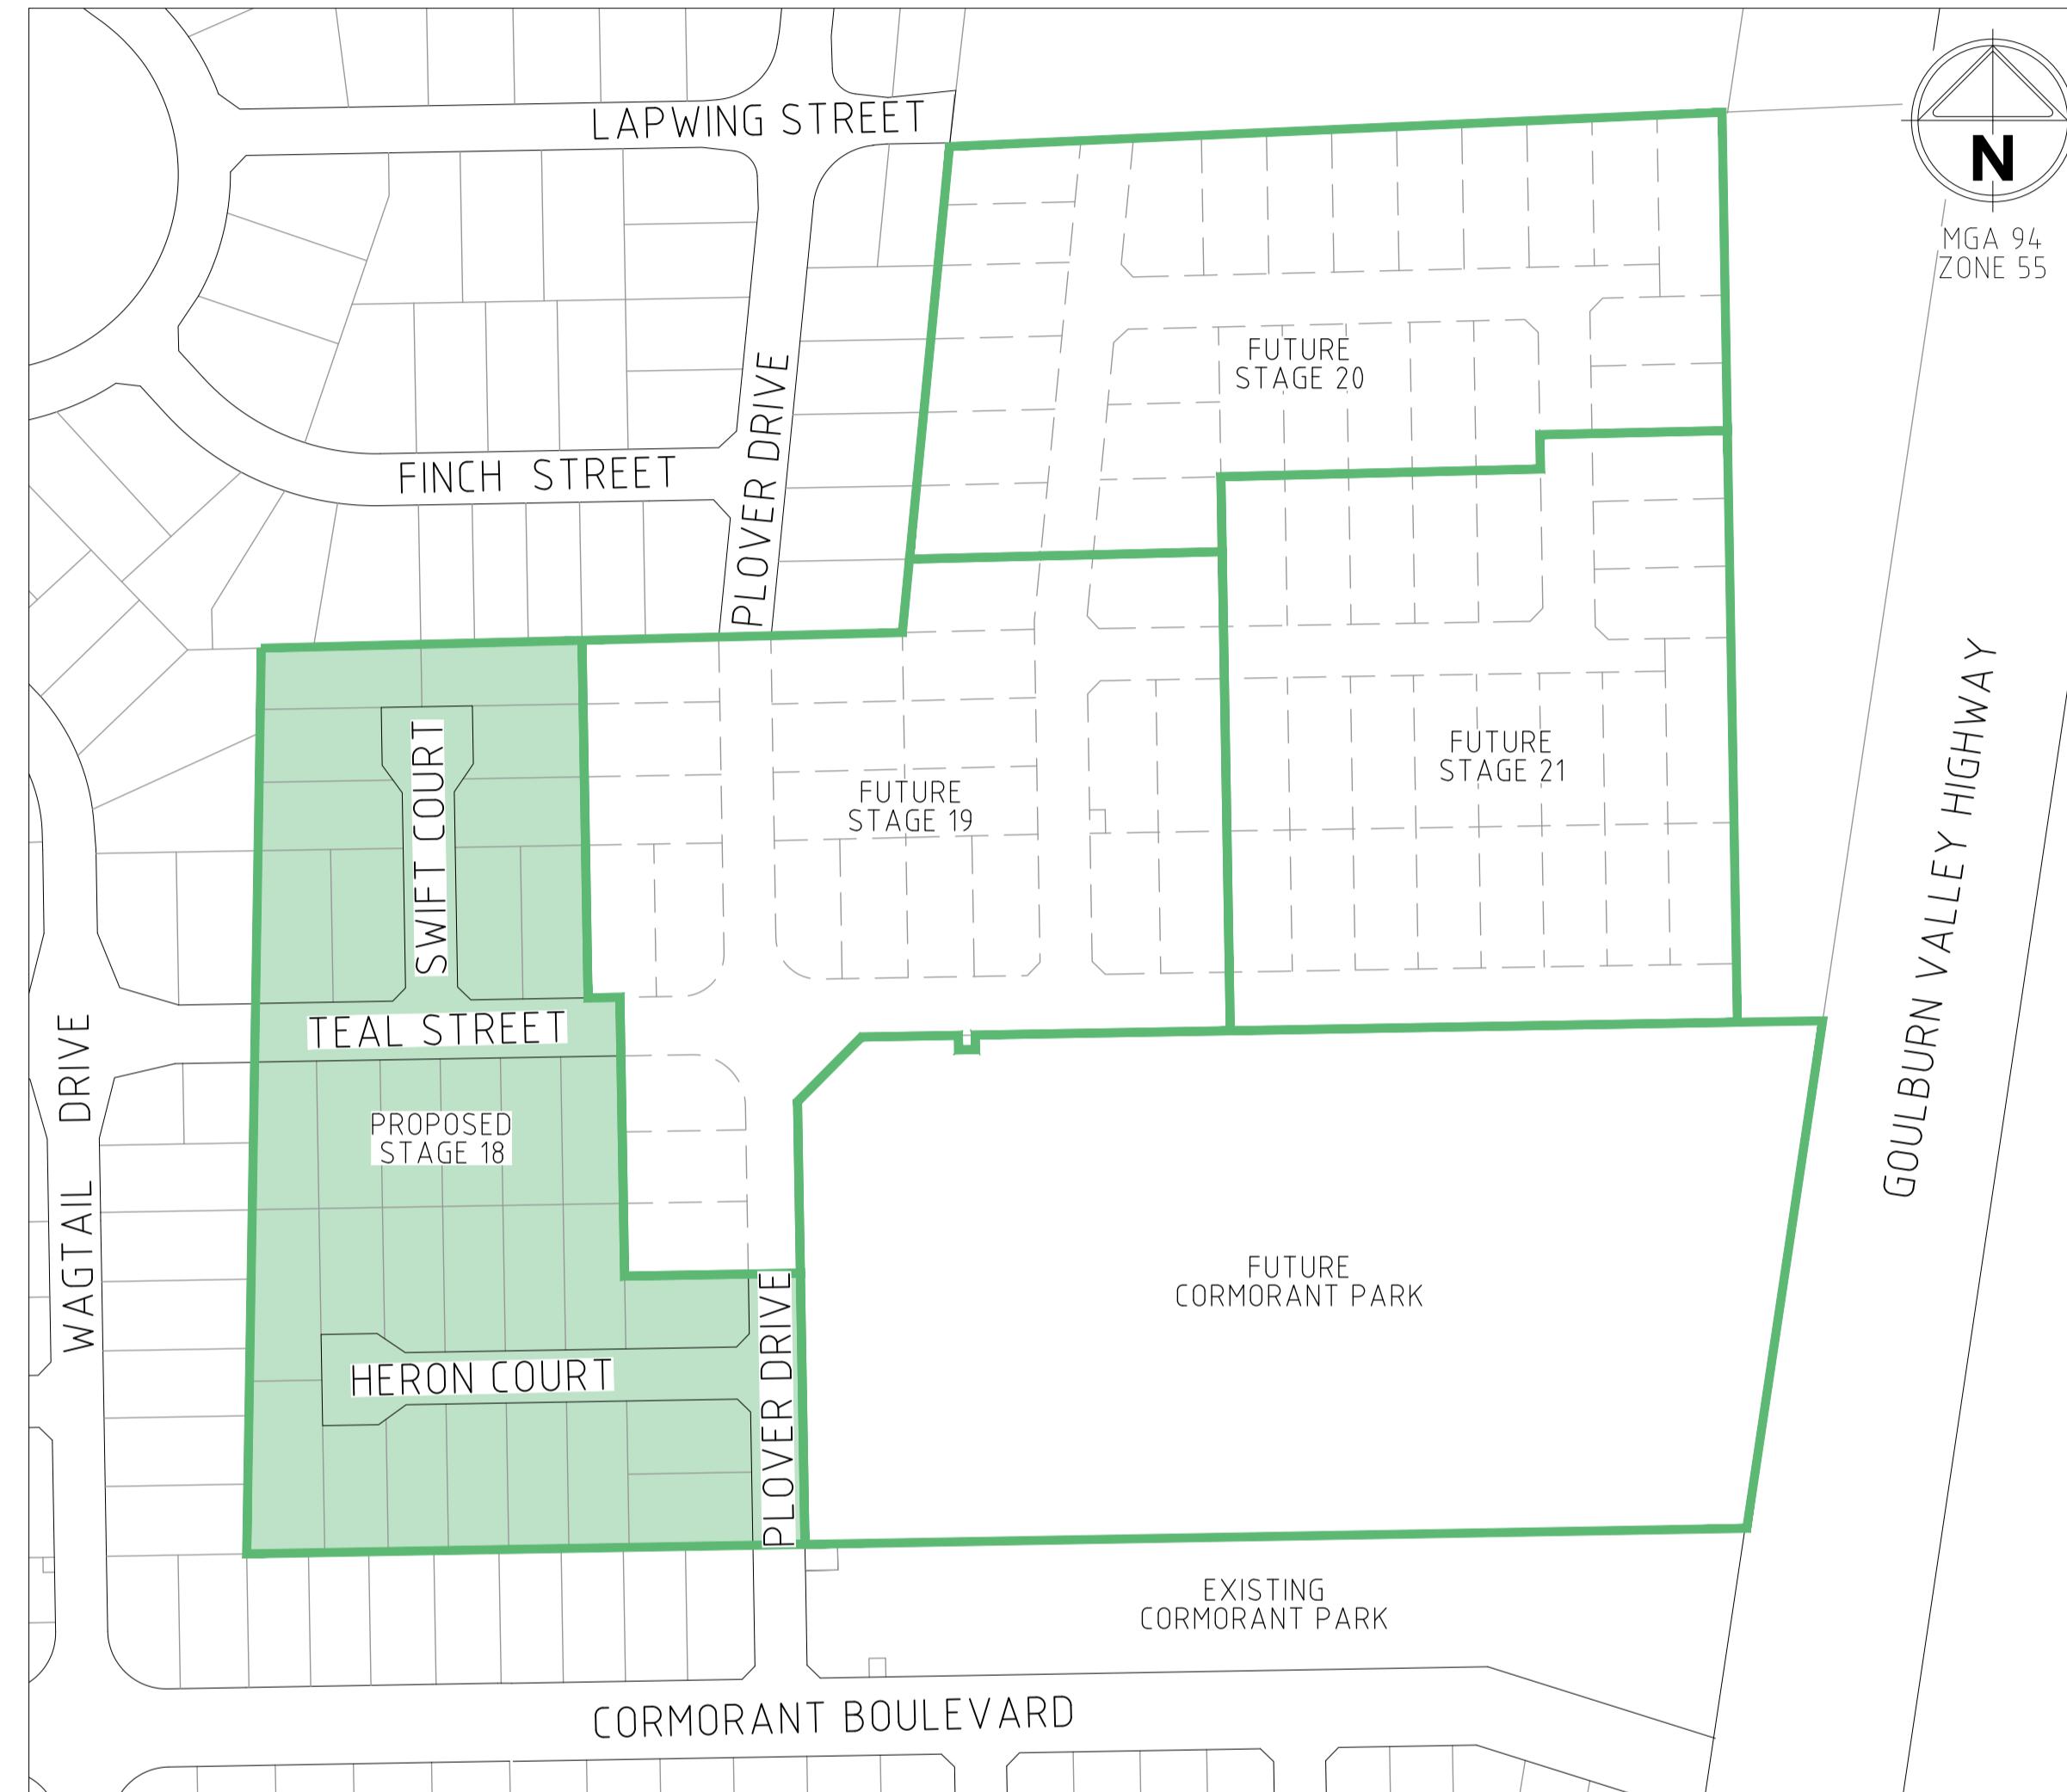 LAPWING STREET
N
MGA 94
ZONE 55
FUTURE
STAGE 20
PLOVER DRIVE
FINCH STREET
SWIFT COURT
FUTURE
STAGE 19
FUTURE
STAGE 21
GOULBURN VALLEY HIGHWAY
TEAL STREET
WAGTAIL DRIVE
PROPOSED
STAGE 18
FUTURE
CORMORANT PARK
HERON COURT
PLOVER DRIVE
EXISTING
CORMORANT PARK
CORMORANT BOULEVARD